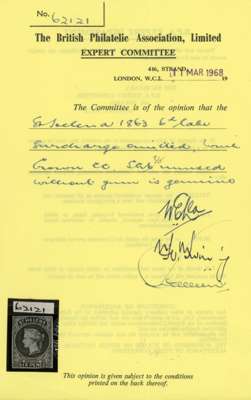 No. 62121
The British Philatelic Association, Limited
EXPERT COMMITTEE
446, STRAND,
LONDON, W.C.2. 11 MAR 1968 19
The Committee is of the opinion that the
St Helena 1863 6d lake
surcharge omitted, wmk
Crown CC. unused
without gum is genuine
62121
This opinion is given subject to the conditions
printed on the back thereof.